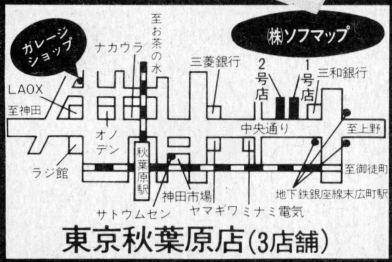 ガレージ
ショップ
至お茶の水
㈱ソフマップ
ナカウラ
三菱銀行
2号店
1号店
三和銀行
LAOX
至神田
中央通り
至上野
オノデン
ラジ館
秋葉原駅
至御徒町
神田市場
地下鉄銀座線末広町駅
サトウムセン
ヤマギワ
ミナミ電気
東京秋葉原店(3店舗)